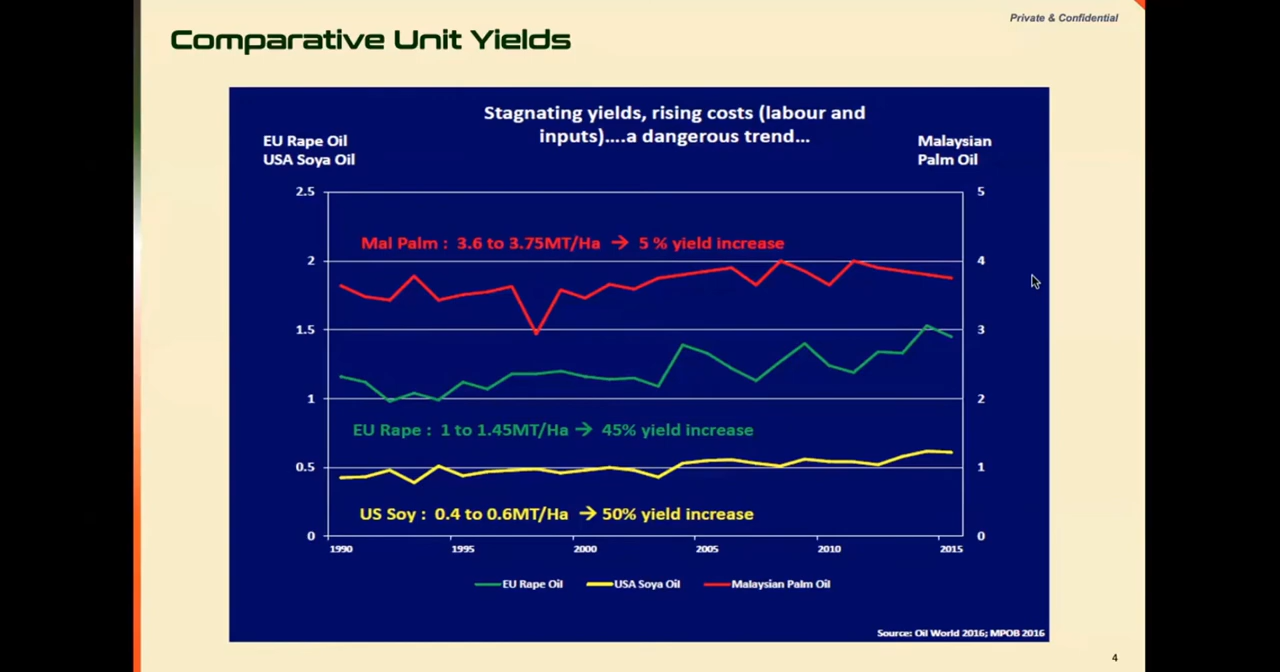 Private & Confidential
Comparative Unit Yields
Stagnating yields, rising costs (labour and
inputs)....a dangerous trend...
EU Rape Oil
USA Soya Oil
Malaysian
Palm Oil
2.5
5
Mal Palm : 3.6 to 3.75MT/Ha → 5 % yield increase
2
4
1.5
3
1
2
EU Rape : 1 to 1.45MT/Ha → 45% yield increase
0.5
1
US Soy : 0.4 to 0.6MT/Ha → 50% yield increase
0
0
1990 1995 2000 2005 2010 2015
EU Rape Oil USA Soya Oil Malaysian Palm Oil
Source: Oil World 2016; MPOB 2016
4